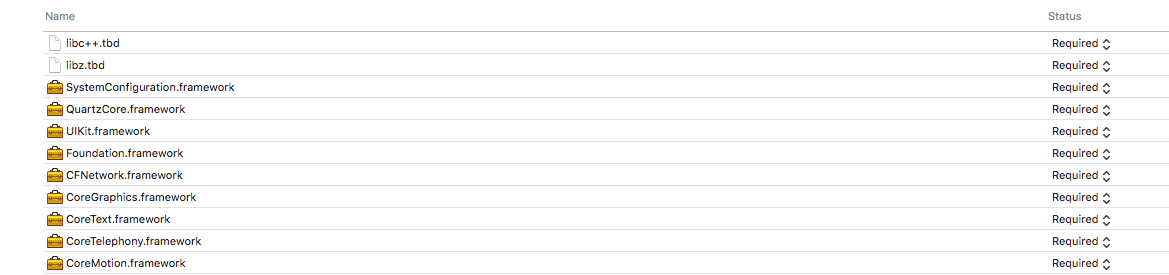 Name Status
libc++.tbd Required
libz.tbd Required
SystemConfiguration.framework Required
QuartzCore.framework Required
UIKit.framework Required
Foundation.framework Required
CFNetwork.framework Required
CoreGraphics.framework Required
CoreText.framework Required
CoreTelephony.framework Required
CoreMotion.framework Required